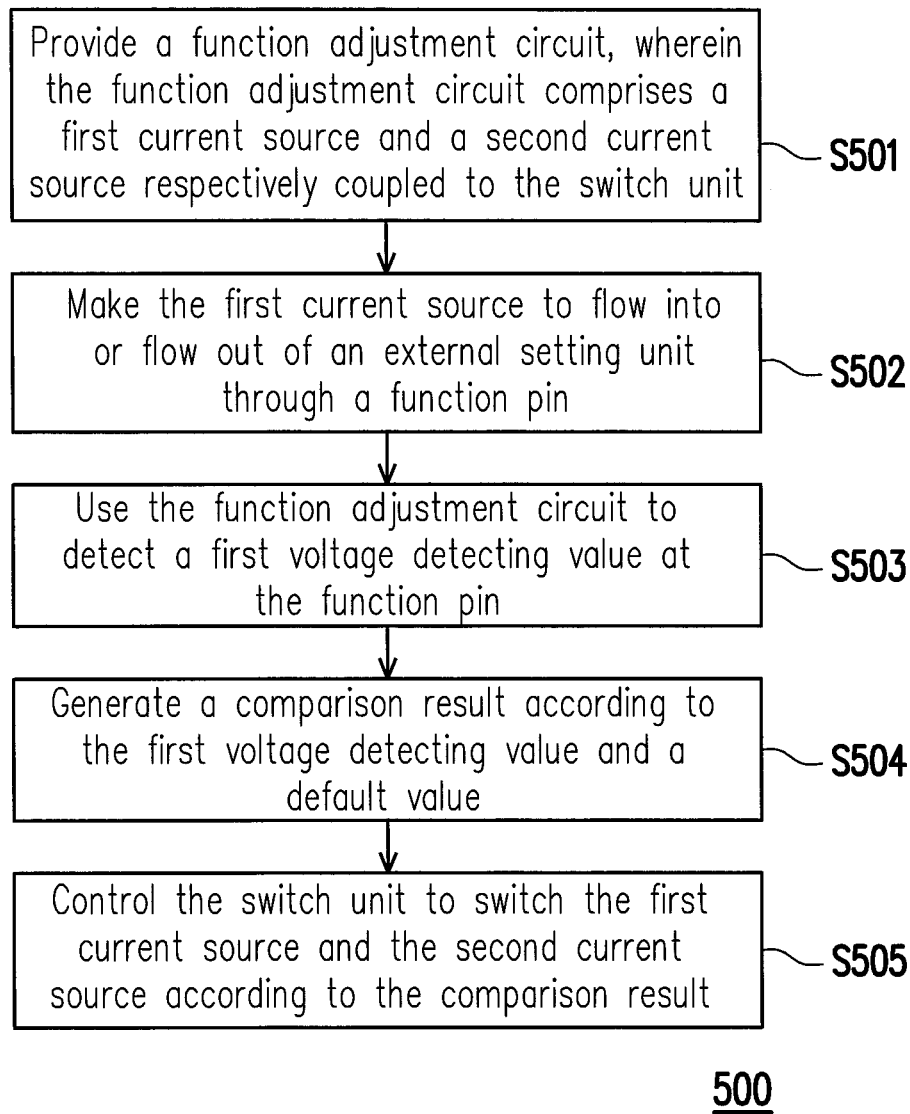 Provide a function adjustment circuit, wherein
the function adjustment circuit comprises a
first current source and a second current
source respectively coupled to the switch unit
S501
Make the first current source to flow into
or flow out of an external setting unit
through a function pin
S502
Use the function adjustment circuit to
detect a first voltage detecting value at
the function pin
S503
Generate a comparison result according to
the first voltage detecting value and a
default value
S504
Control the switch unit to switch the first
current source and the second current
source according to the comparison result
S505
500